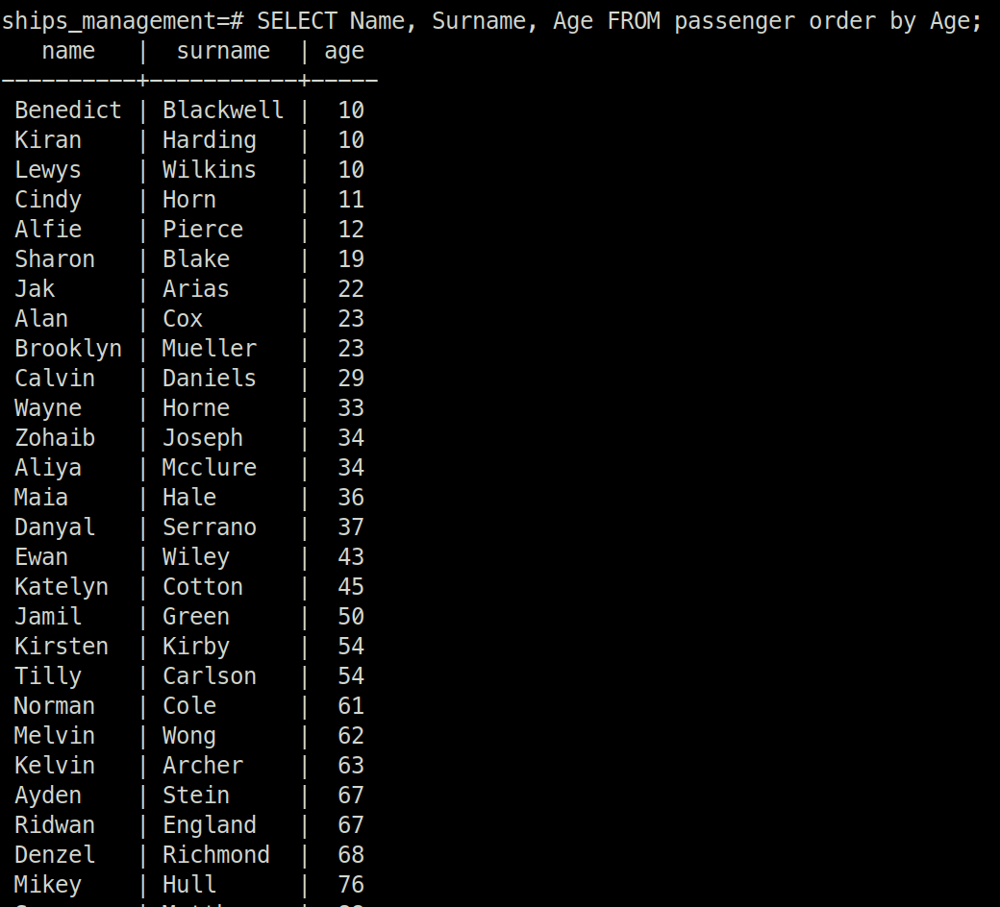 ships_management=# SELECT Name, Surname, Age FROM passenger order by Age;
   name   |  surname  | age
----------+-----------+-----
 Benedict | Blackwell |  10
 Kiran    | Harding   |  10
 Lewys    | Wilkins   |  10
 Cindy    | Horn      |  11
 Alfie    | Pierce    |  12
 Sharon   | Blake     |  19
 Jak      | Arias     |  22
 Alan     | Cox       |  23
 Brooklyn | Mueller   |  23
 Calvin   | Daniels   |  29
 Wayne    | Horne     |  33
 Zohaib   | Joseph    |  34
 Aliya    | Mcclure   |  34
 Maia     | Hale      |  36
 Danyal   | Serrano   |  37
 Ewan     | Wiley     |  43
 Katelyn  | Cotton    |  45
 Jamil    | Green     |  50
 Kirsten  | Kirby     |  54
 Tilly    | Carlson   |  54
 Norman   | Cole      |  61
 Melvin   | Wong      |  62
 Kelvin   | Archer    |  63
 Ayden    | Stein     |  67
 Ridwan   | England   |  67
 Denzel   | Richmond  |  68
 Mikey    | Hull      |  76